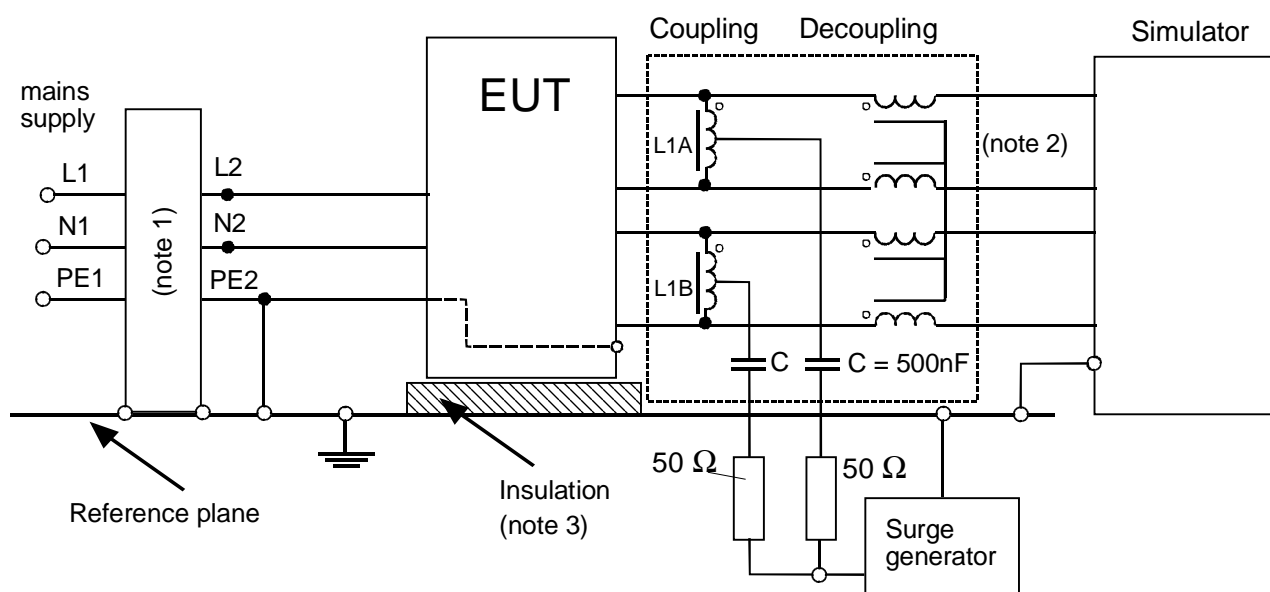 Coupling
Decoupling
Simulator
EUT
mains
supply
L1
L2
N1
N2
PE1
PE2
(note 1)
L1A
L1B
(note 2)
C
C = 500nF
50 Ω
50 Ω
Insulation
(note 3)
Reference plane
Surge
generator